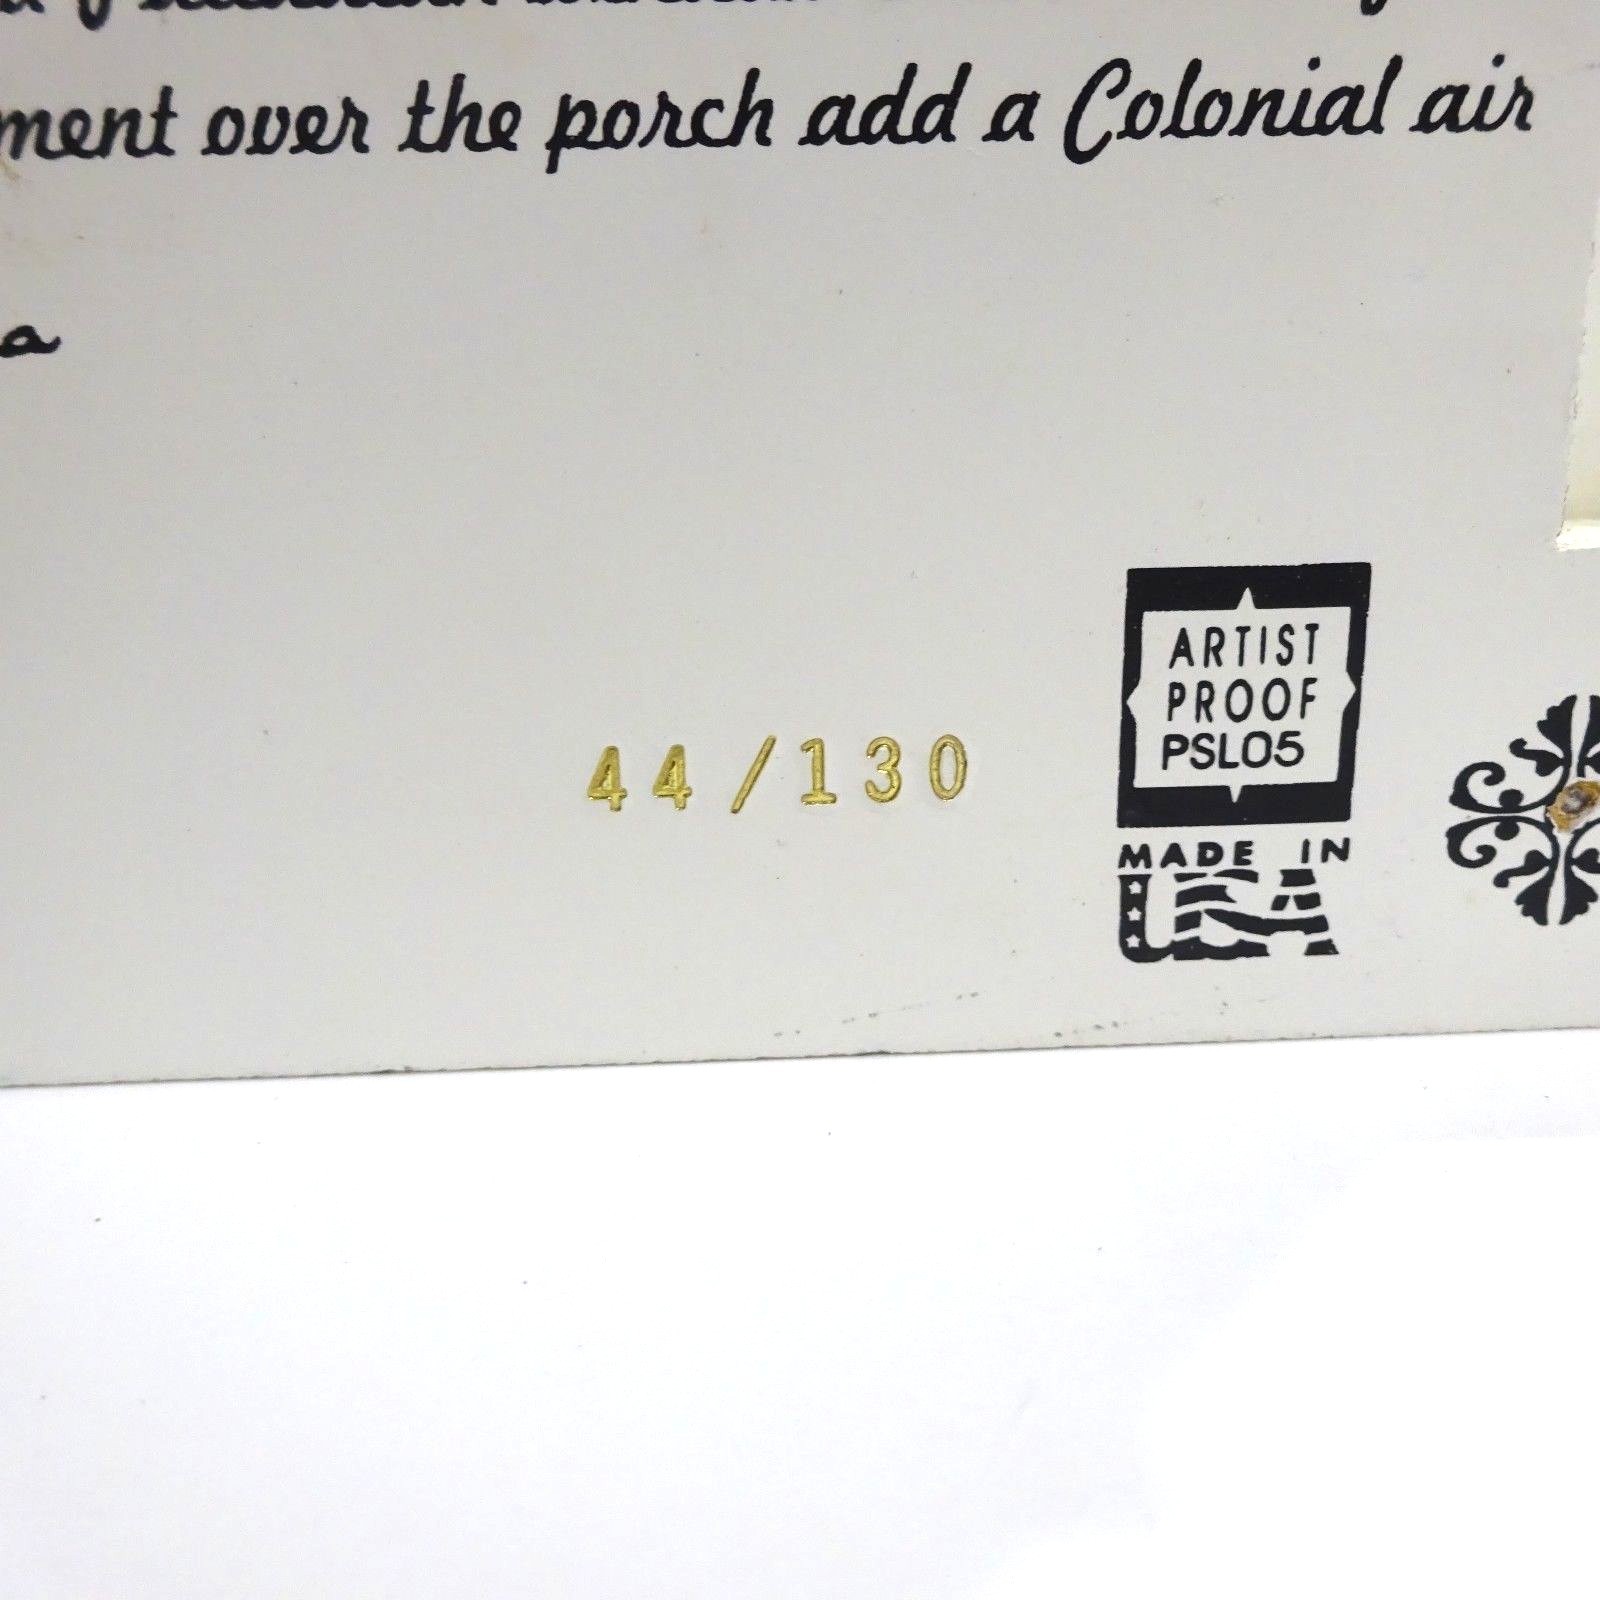 ment over the porch add a Colonial air
a
44/130
ARTIST
PROOF
PSL05
MADE IN
USA